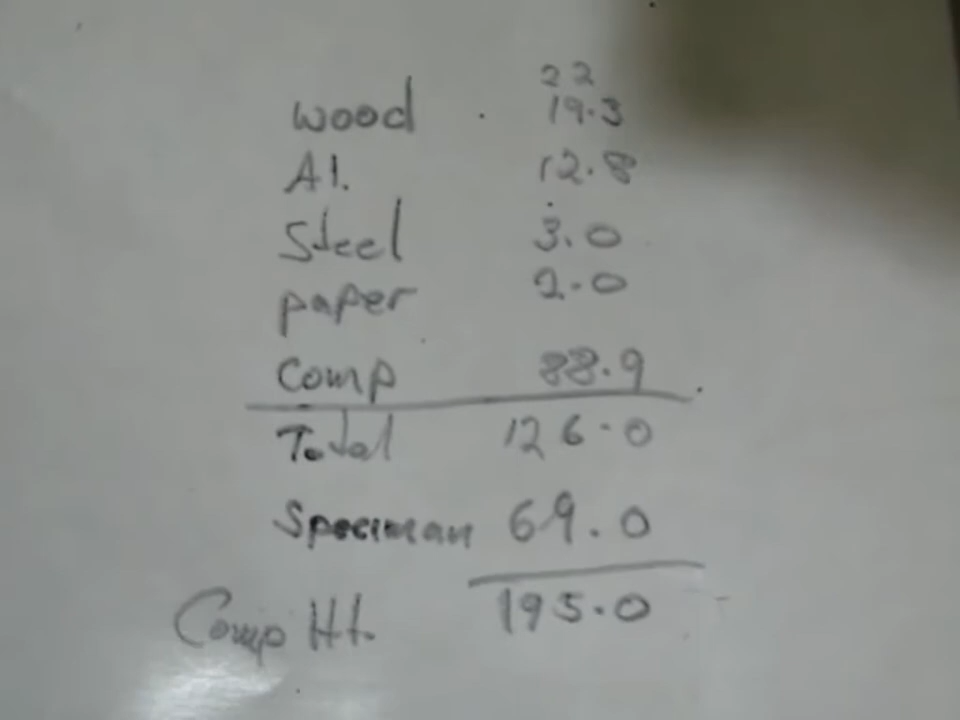 22
wood 19.3
Al. 12.8
Steel 3.0
paper 2.0
Comp 88.9
Total 126.0
Speciman 69.0
Comp Ht. 195.0